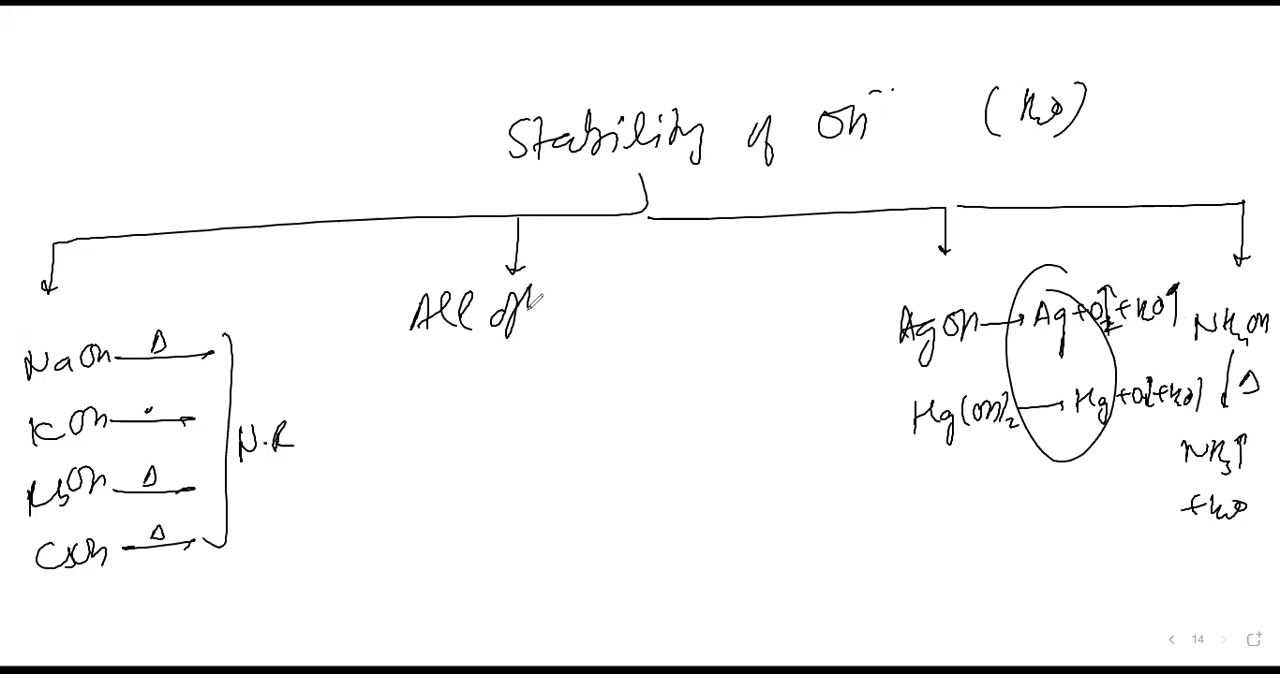 Stability of OH⁻ (H₂O)
NaOH —Δ→
KOH →
RbOH —Δ→
CsOH —Δ→
N.R
All oth
AgOH → Ag + O₂↑ + H₂O↑
Hg(OH)₂ → Hg + O₂↑ + H₂O↑
NH₄OH
↓ Δ
NH₃↑
+ H₂O
14